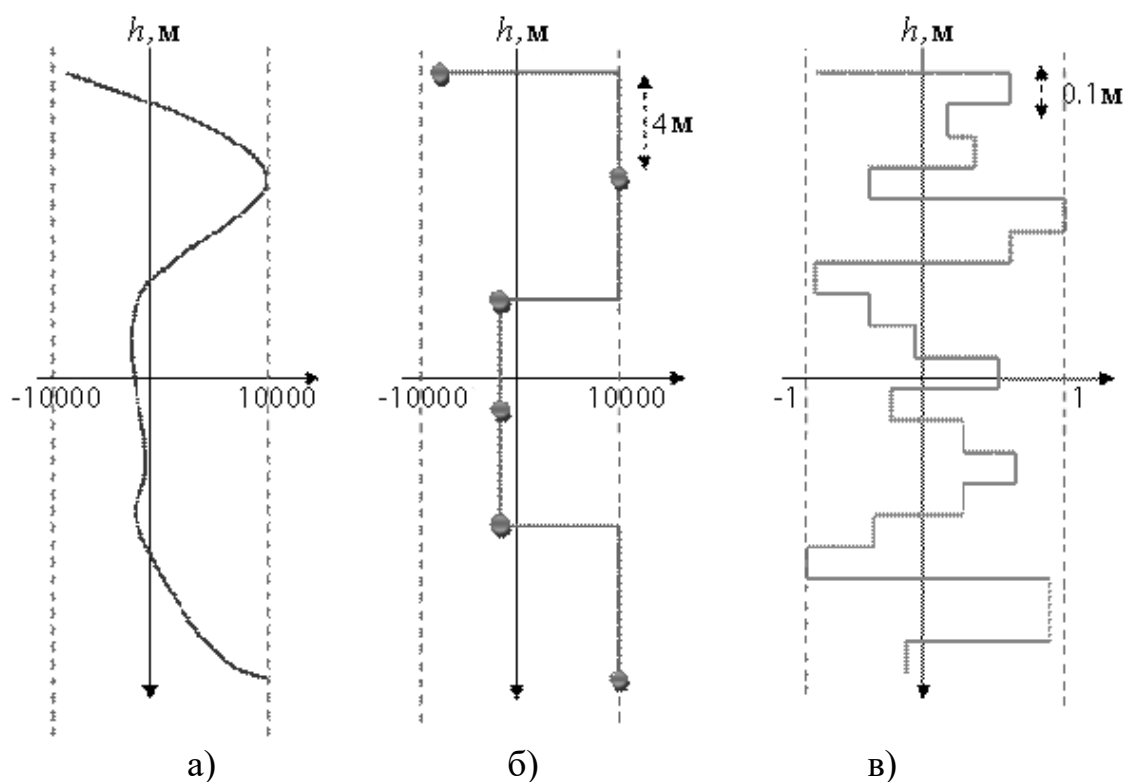 h, м h, м h, м
4 м 0.1 м
-10000 10000 -10000 10000 -1 1
а) б) в)